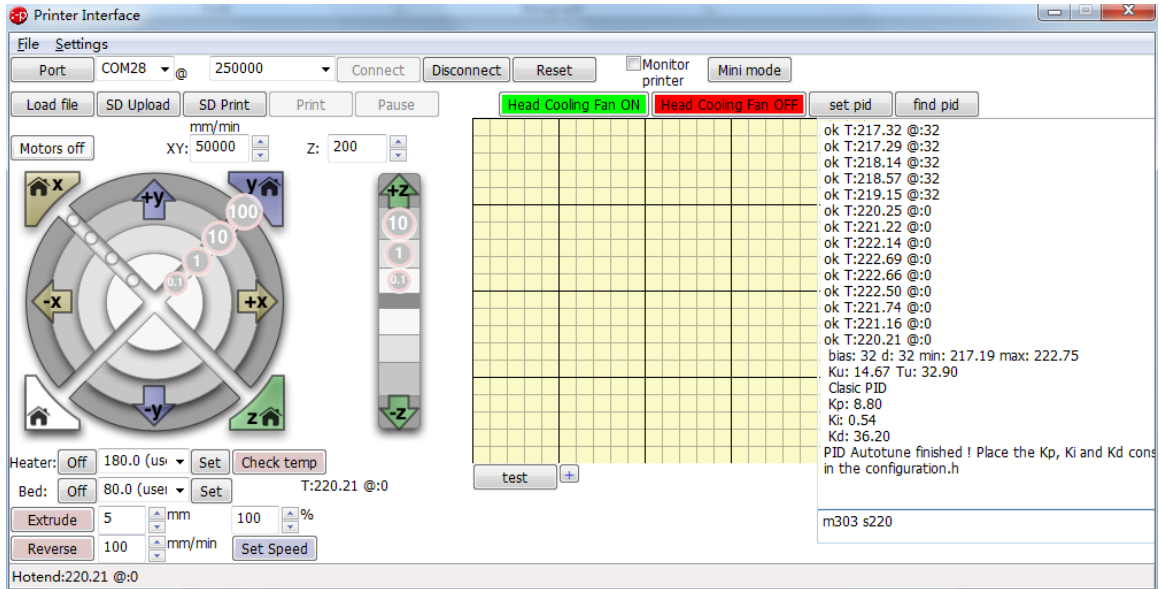 Printer Interface
File Settings
Port COM28 @ 250000 Connect Disconnect Reset Monitor printer Mini mode
Load file SD Upload SD Print Print Pause Head Cooling Fan ON Head Cooling Fan OFF set pid find pid
mm/min
Motors off XY: 50000 Z: 200
x y
+y +z
100
10 10
1 1
0.1 0.1
-x +x
-y z -z
Heater: Off 180.0 (use Set Check temp
Bed: Off 80.0 (user Set T:220.21 @:0
Extrude 5 mm 100 %
Reverse 100 mm/min Set Speed
test +
ok T:217.32 @:32
ok T:217.29 @:32
ok T:218.14 @:32
ok T:218.57 @:32
ok T:219.15 @:32
ok T:220.25 @:0
ok T:221.22 @:0
ok T:222.14 @:0
ok T:222.69 @:0
ok T:222.66 @:0
ok T:222.50 @:0
ok T:221.74 @:0
ok T:221.16 @:0
ok T:220.21 @:0
bias: 32 d: 32 min: 217.19 max: 222.75
Ku: 14.67 Tu: 32.90
Clasic PID
Kp: 8.80
Ki: 0.54
Kd: 36.20
PID Autotune finished ! Place the Kp, Ki and Kd cons
in the configuration.h
m303 s220
Hotend:220.21 @:0